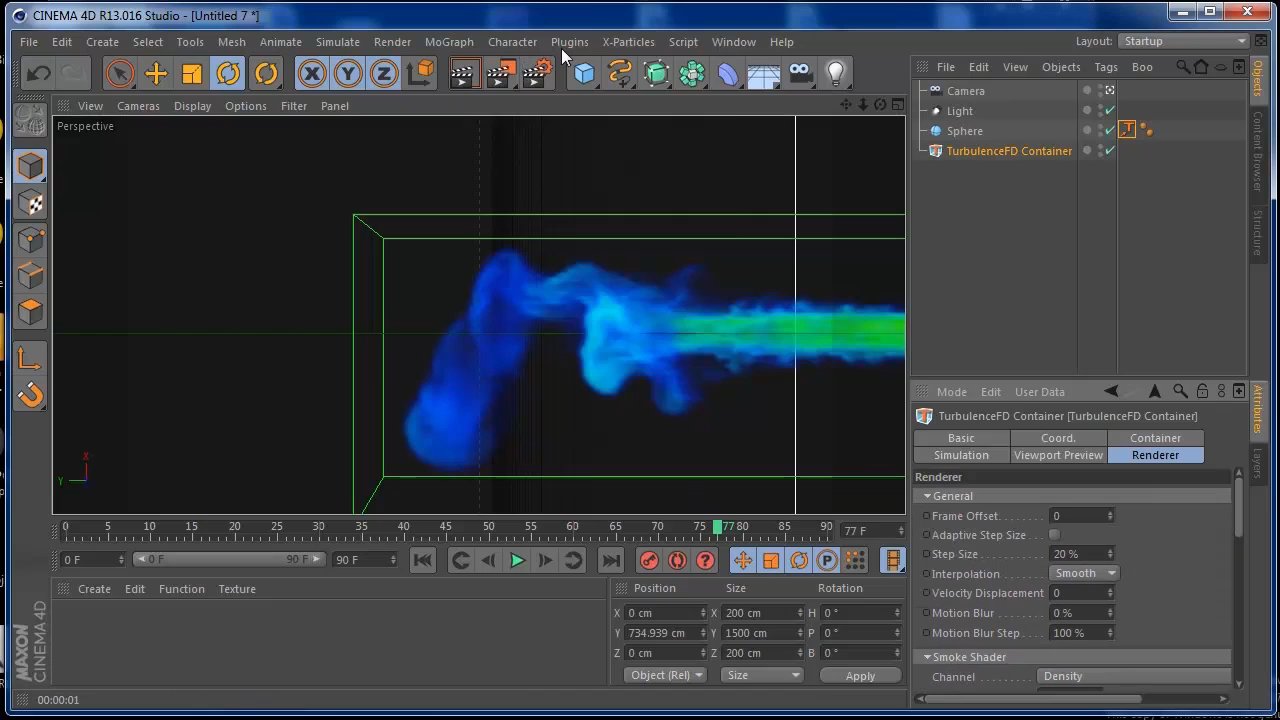 CINEMA 4D R13.016 Studio - [Untitled 7 *]
File Edit Create Select Tools Mesh Animate Simulate Render MoGraph Character Plugins X-Particles Script Window Help Layout: Startup
X Y Z
File Edit View Objects Tags Boo
View Cameras Display Options Filter Panel
Camera
Light
Sphere
TurbulenceFD Container
Perspective
X
Y
Objects
Content Browser
Structure
Mode Edit User Data
TurbulenceFD Container [TurbulenceFD Container]
Basic Coord. Container
Simulation Viewport Preview Renderer
Renderer
General
Frame Offset. 0
Adaptive Step Size
Step Size 20 %
Interpolation Smooth
Velocity Displacement 0
Motion Blur 0 %
Motion Blur Step 100 %
Smoke Shader
Channel Density
Attributes
Layers
0 5 10 15 20 25 30 35 40 45 50 55 60 65 70 75 77 80 85 90 77 F
0 F 0 F 90 F 90 F P
Create Edit Function Texture
Position Size Rotation
X 0 cm X 200 cm H 0 °
Y 734.939 cm Y 1500 cm P 0 °
Z 0 cm Z 200 cm B 0 °
Object (Rel) Size Apply
MAXON
CINEMA 4D
00:00:01